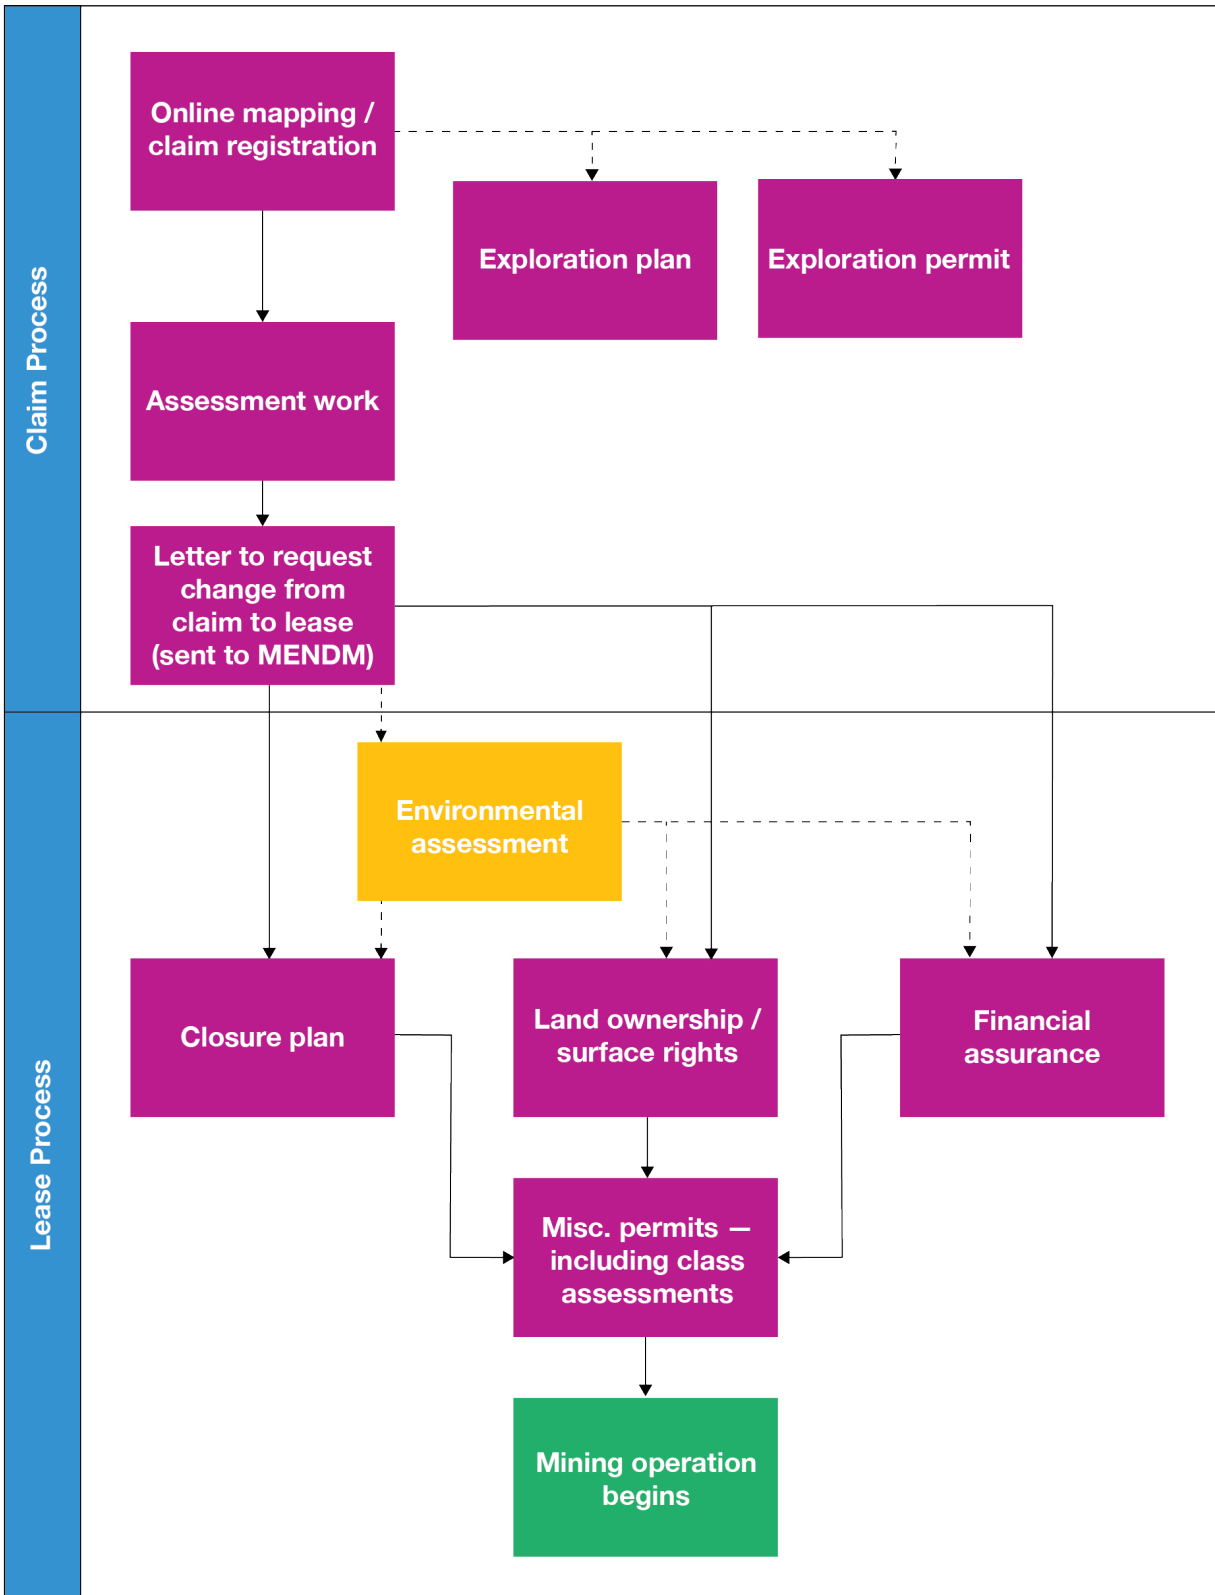 Claim Process
Online mapping /
claim registration
Exploration plan
Exploration permit
Assessment work
Letter to request
change from
claim to lease
(sent to MENDM)
Lease Process
Environmental
assessment
Closure plan
Land ownership /
surface rights
Financial
assurance
Misc. permits —
including class
assessments
Mining operation
begins